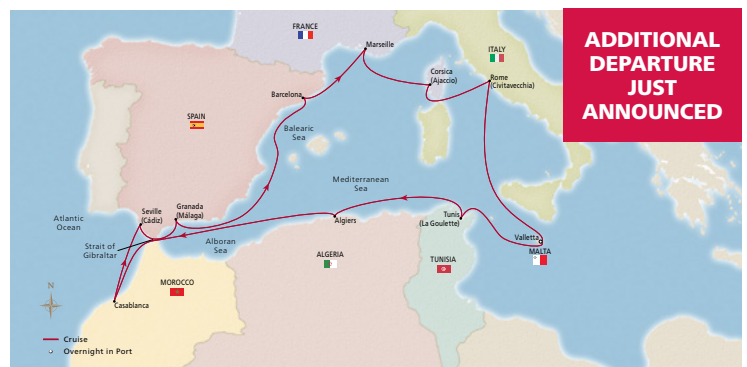 ADDITIONAL
DEPARTURE
JUST
ANNOUNCED
FRANCE
Marseille
ITALY
Corsica
(Ajaccio)
Rome
(Civitavecchia)
Barcelona
SPAIN
Balearic
Sea
Mediterranean
Sea
Seville
(Cádiz)
Granada
(Málaga)
Atlantic
Ocean
Strait of
Gibraltar
Alboran
Sea
Algiers
Tunis
(La Goulette)
Valletta
MALTA
ALGERIA
TUNISIA
MOROCCO
Casablanca
N
Cruise
Overnight in Port